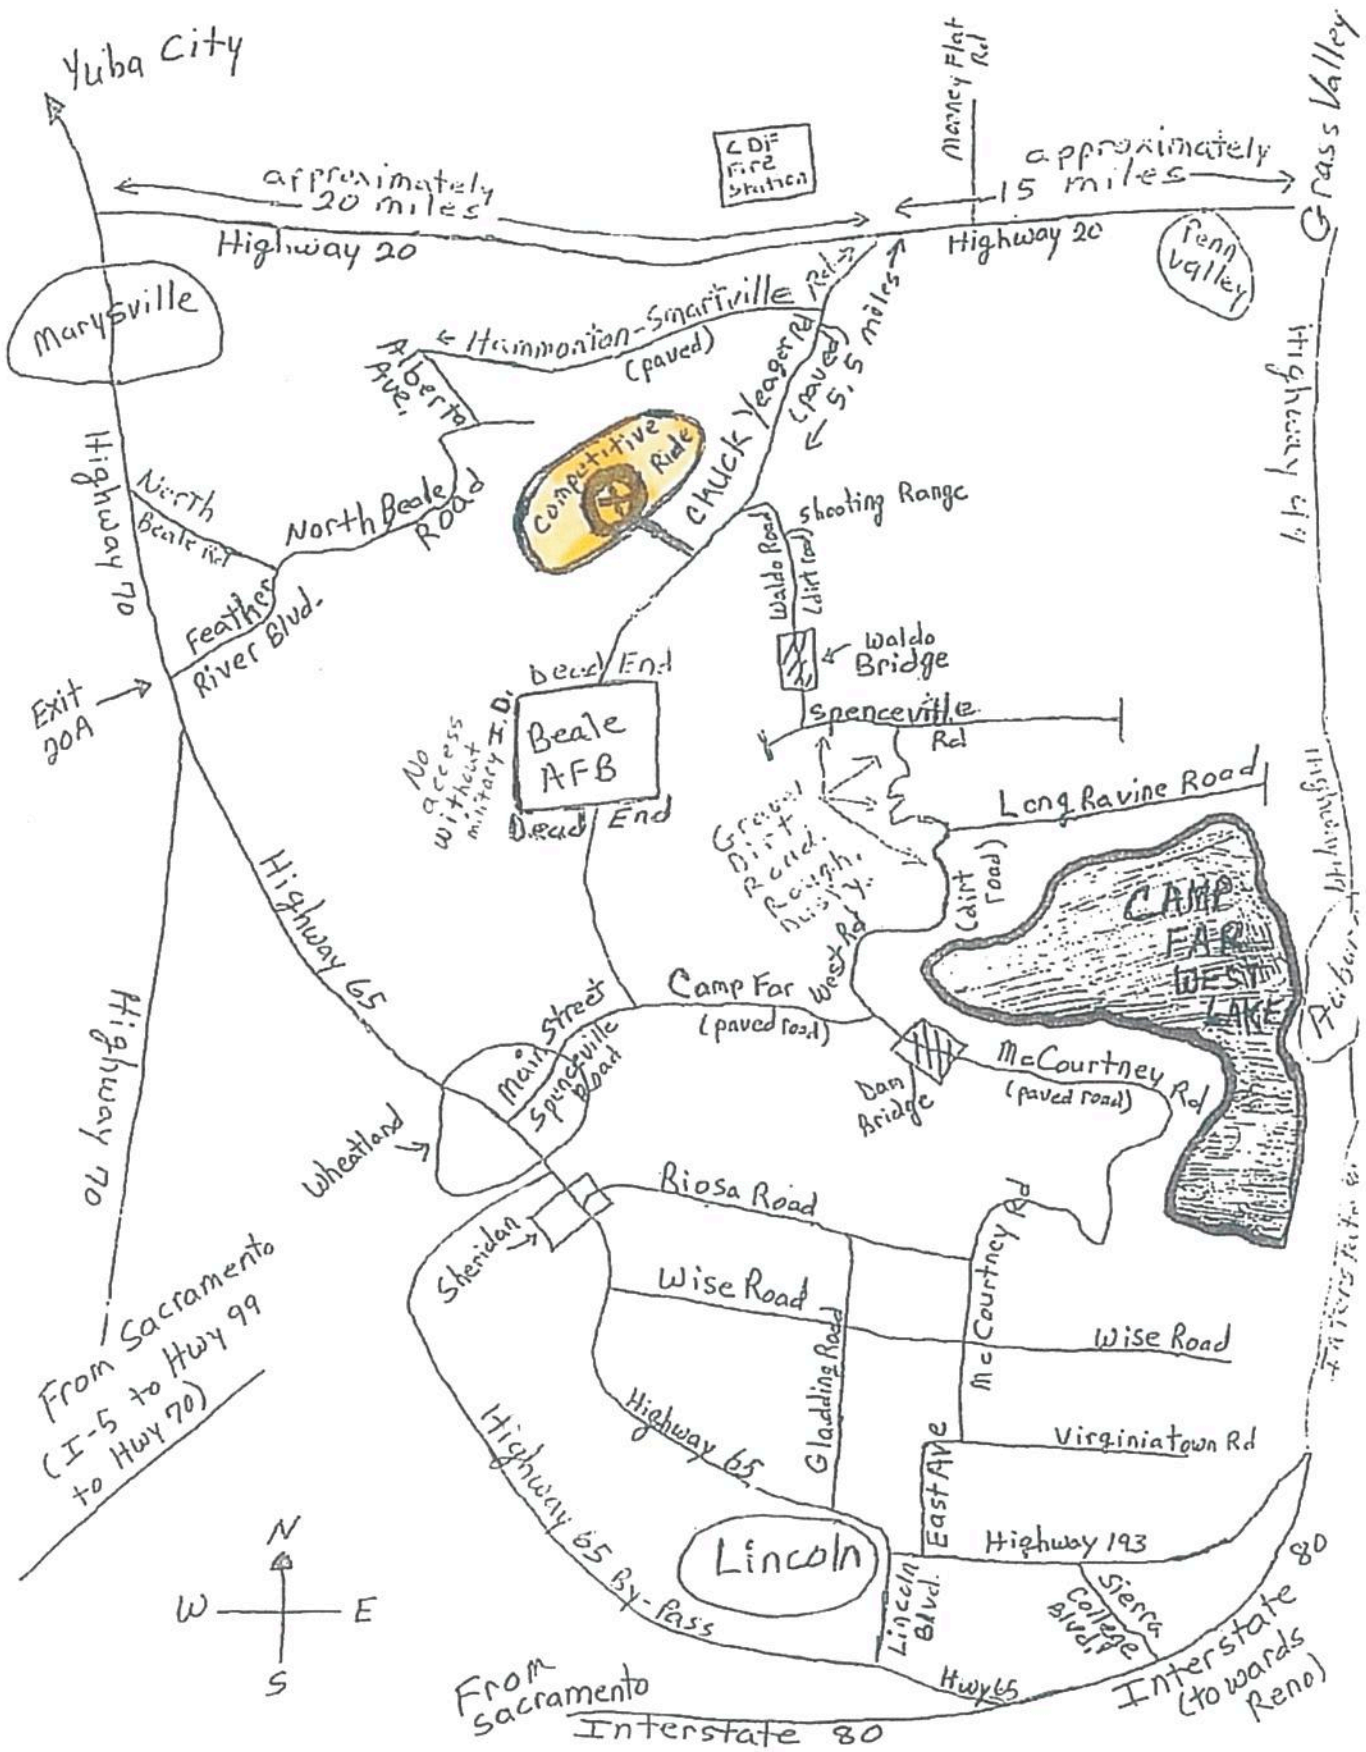 Yuba City
Grass Valley
Mooney Flat
Rd
CDF
Fire
Station
approximately
20 miles
approximately
15 miles
Highway 20
Highway 20
Penn
Valley
Marysville
Hammonton-Smartville Rd.
(paved)
Alberta
Ave.
Chuck Yeager Rd
(paved)
5.5 miles
Highway 49
Competitive
Ride
Highway 70
North
Beale Rd
North Beale
Road
Feather
River Blvd.
Exit
20A
Shooting Range
Waldo Road
(dirt road)
Waldo
Bridge
Spenceville
Rd
Dead End
Beale
AFB
Dead End
No
access
without
military I.D.
Gravel
Dirt
Road.
Rough,
Dusty.
Long Ravine Road
(dirt
road)
Highway 49
CAMP
FAR
WEST
LAKE
Auburn
Highway 65
Highway 70
Camp Far West Rd
(paved road)
Main Street
Spenceville
Road
Dam
Bridge
McCourtney Rd
(paved road)
Wheatland
Sheridan
Riosa Road
Wise Road
Wise Road
McCourtney Rd
Gladding Road
Highway 65
Highway 65 By-Pass
Virginiatown Rd
East Ave
Highway 193
Lincoln
Lincoln
Blvd.
Sierra
College
Blvd.
From Sacramento
(I-5 to Hwy 99
to Hwy 70)
N
W E
S
From
Sacramento
Interstate 80
Hwy 65
Interstate 80
(towards
Reno)